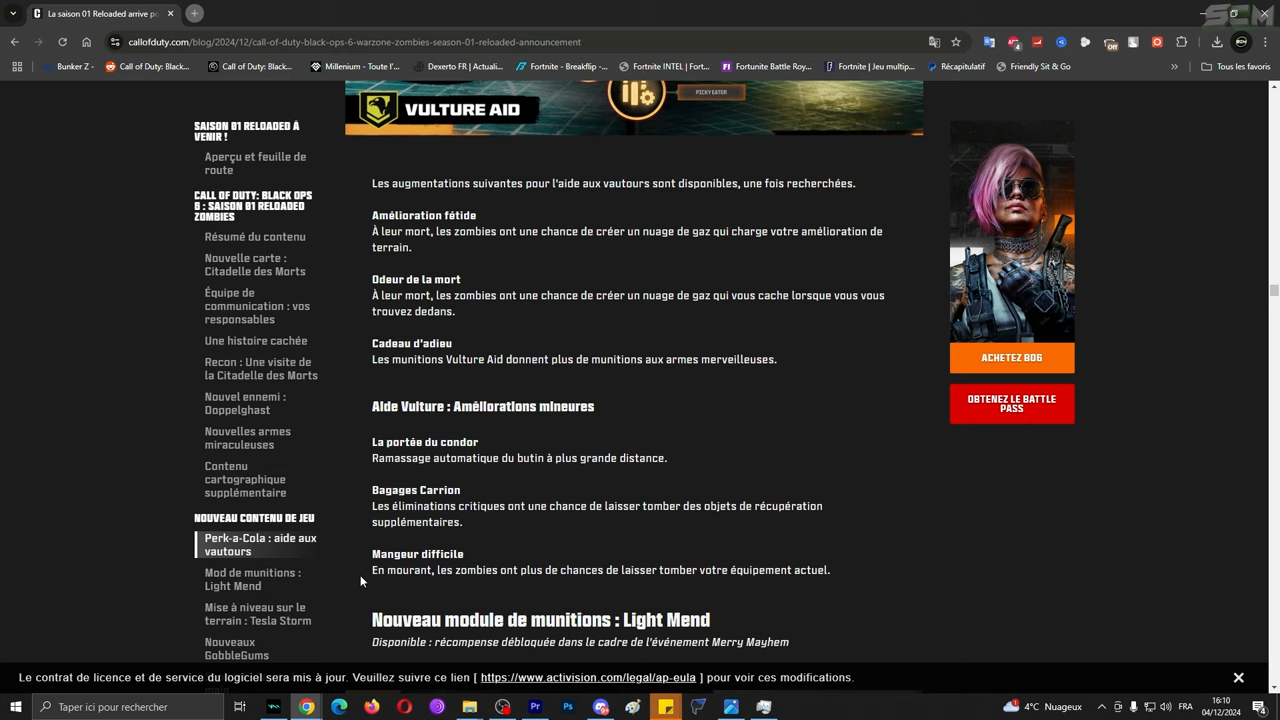 La saison 01 Reloaded arrive po
callofduty.com/blog/2024/12/call-of-duty-black-ops-6-warzone-zombies-season-01-reloaded-announcement
Bunker Z -
Call of Duty: Black...
Call of Duty: Black...
Millenium - Toute l'...
Dexerto FR | Actuali...
Fortnite - Breakflip -...
Fortnite INTEL | Fort...
Fortunite Battle Roy...
Fortnite | Jeu multip...
Récapitulatif
Friendly Sit & Go
Tous les favoris
PICKY EATER
VULTURE AID
SAISON 01 RELOADED À
VENIR !
Aperçu et feuille de
route
CALL OF DUTY: BLACK OPS
6 : SAISON 01 RELOADED
ZOMBIES
Résumé du contenu
Nouvelle carte :
Citadelle des Morts
Équipe de
communication : vos
responsables
Une histoire cachée
Recon : Une visite de
la Citadelle des Morts
Nouvel ennemi :
Doppelghast
Nouvelles armes
miraculeuses
Contenu
cartographique
supplémentaire
NOUVEAU CONTENU DE JEU
Perk-a-Cola : aide aux
vautours
Mod de munitions :
Light Mend
Mise à niveau sur le
terrain : Tesla Storm
Nouveaux
GobbleGums
Les augmentations suivantes pour l'aide aux vautours sont disponibles, une fois recherchées.
Amélioration fétide
À leur mort, les zombies ont une chance de créer un nuage de gaz qui charge votre amélioration de
terrain.
Odeur de la mort
À leur mort, les zombies ont une chance de créer un nuage de gaz qui vous cache lorsque vous vous
trouvez dedans.
Cadeau d'adieu
Les munitions Vulture Aid donnent plus de munitions aux armes merveilleuses.
Aide Vulture : Améliorations mineures
La portée du condor
Ramassage automatique du butin à plus grande distance.
Bagages Carrion
Les éliminations critiques ont une chance de laisser tomber des objets de récupération
supplémentaires.
Mangeur difficile
En mourant, les zombies ont plus de chances de laisser tomber votre équipement actuel.
Nouveau module de munitions : Light Mend
Disponible : récompense débloquée dans le cadre de l'événement Merry Mayhem
ACHETEZ BO6
OBTENEZ LE BATTLE
PASS
Le contrat de licence et de service du logiciel sera mis à jour. Veuillez suivre ce lien [ https://www.activision.com/legal/ap-eula ] pour voir ces modifications.
Taper ici pour rechercher
4°C Nuageux
FRA
16:10
04/12/2024